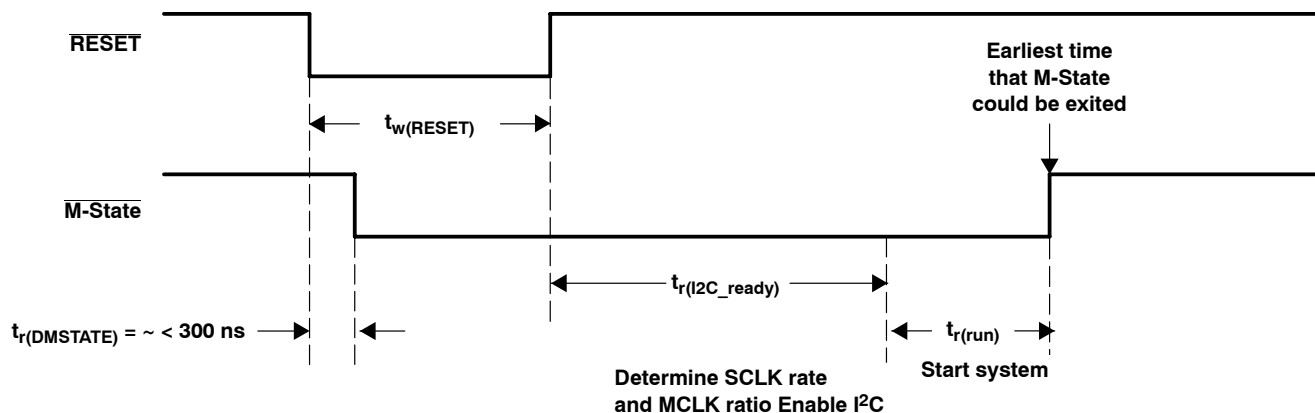 RESET
Earliest time
that M-State
could be exited
tw(RESET)
M-State
tr(I2C_ready)
tr(DMSTATE) = ~ < 300 ns
tr(run)
Start system
Determine SCLK rate
and MCLK ratio Enable I²C